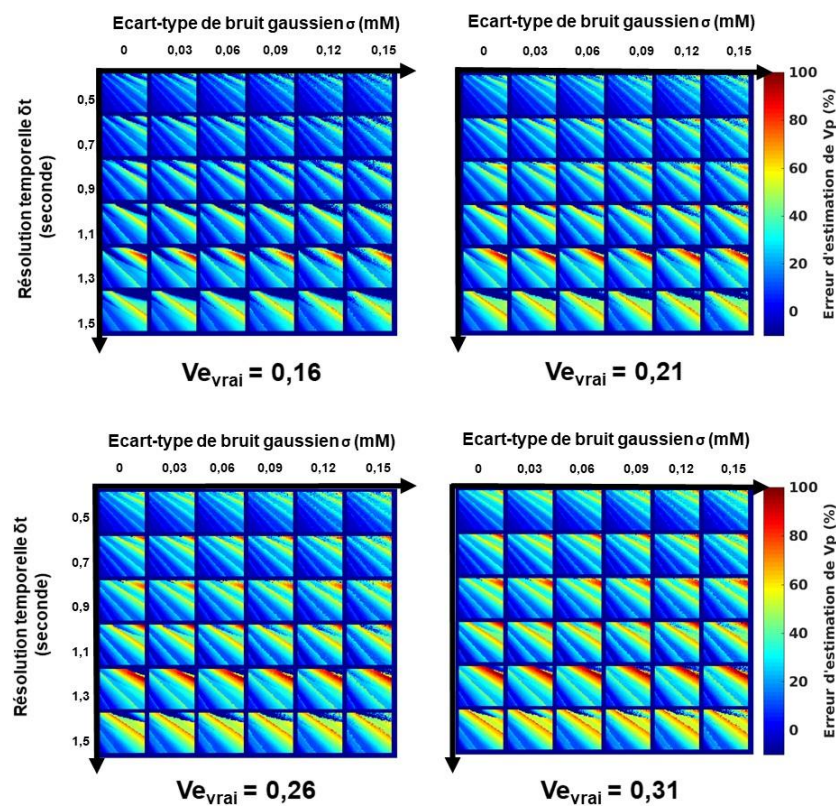 Ecart-type de bruit gaussien σ (mM)
0 0,03 0,06 0,09 0,12 0,15
Ecart-type de bruit gaussien σ (mM)
0 0,03 0,06 0,09 0,12 0,15
Résolution temporelle δt
(seconde)
0,5
0,7
0,9
1,1
1,3
1,5
100
80
60
40
20
0
Erreur d'estimation de Vp (%)
Ve vrai = 0,16
Ve vrai = 0,21
Ecart-type de bruit gaussien σ (mM)
0 0,03 0,06 0,09 0,12 0,15
Ecart-type de bruit gaussien σ (mM)
0 0,03 0,06 0,09 0,12 0,15
Résolution temporelle δt
(seconde)
0,5
0,7
0,9
1,1
1,3
1,5
100
80
60
40
20
0
Erreur d'estimation de Vp (%)
Ve vrai = 0,26
Ve vrai = 0,31